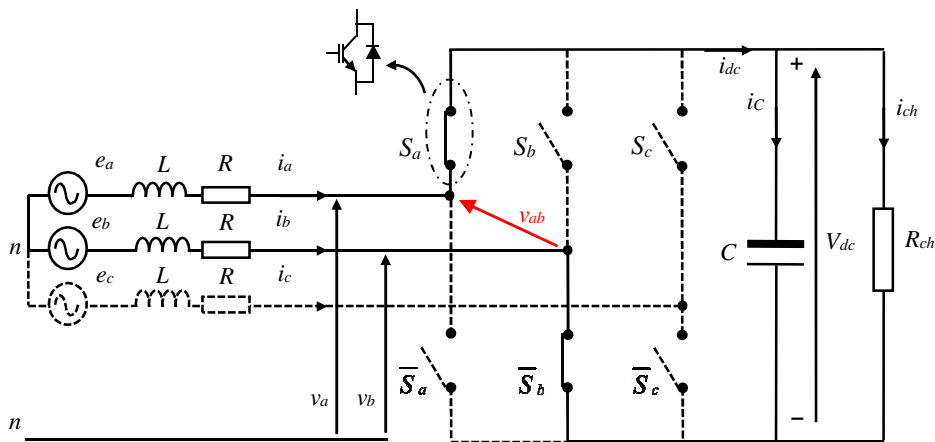 +
i_dc
i_C
i_ch
S_a
S_b
S_c
e_a
L
R
i_a
v_ab
e_b
L
R
i_b
n
e_c
L
R
i_c
C
V_dc
R_ch
S̅_a
S̅_b
S̅_c
v_a
v_b
n
−